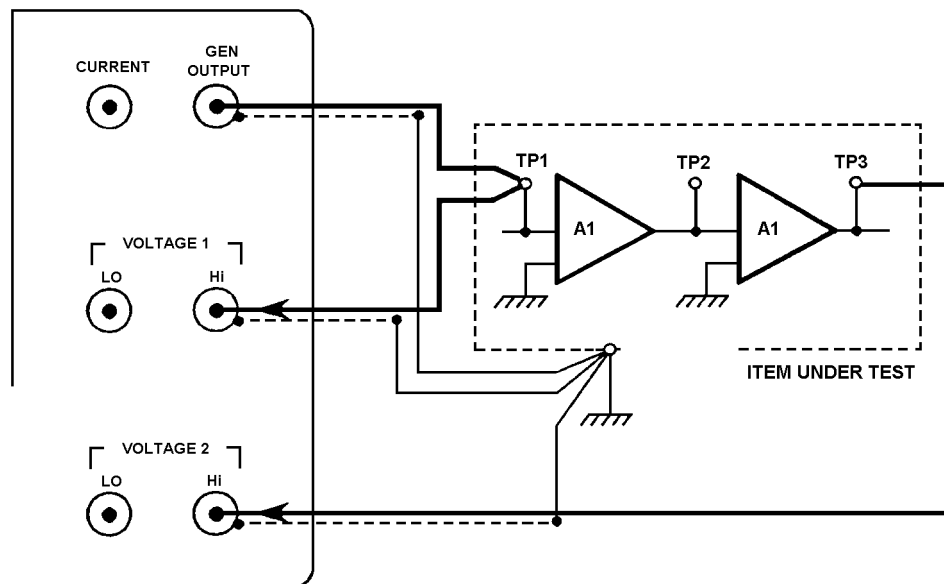 CURRENT
GEN
OUTPUT
TP1
TP2
TP3
A1
A1
VOLTAGE 1
LO
Hi
ITEM UNDER TEST
VOLTAGE 2
LO
Hi